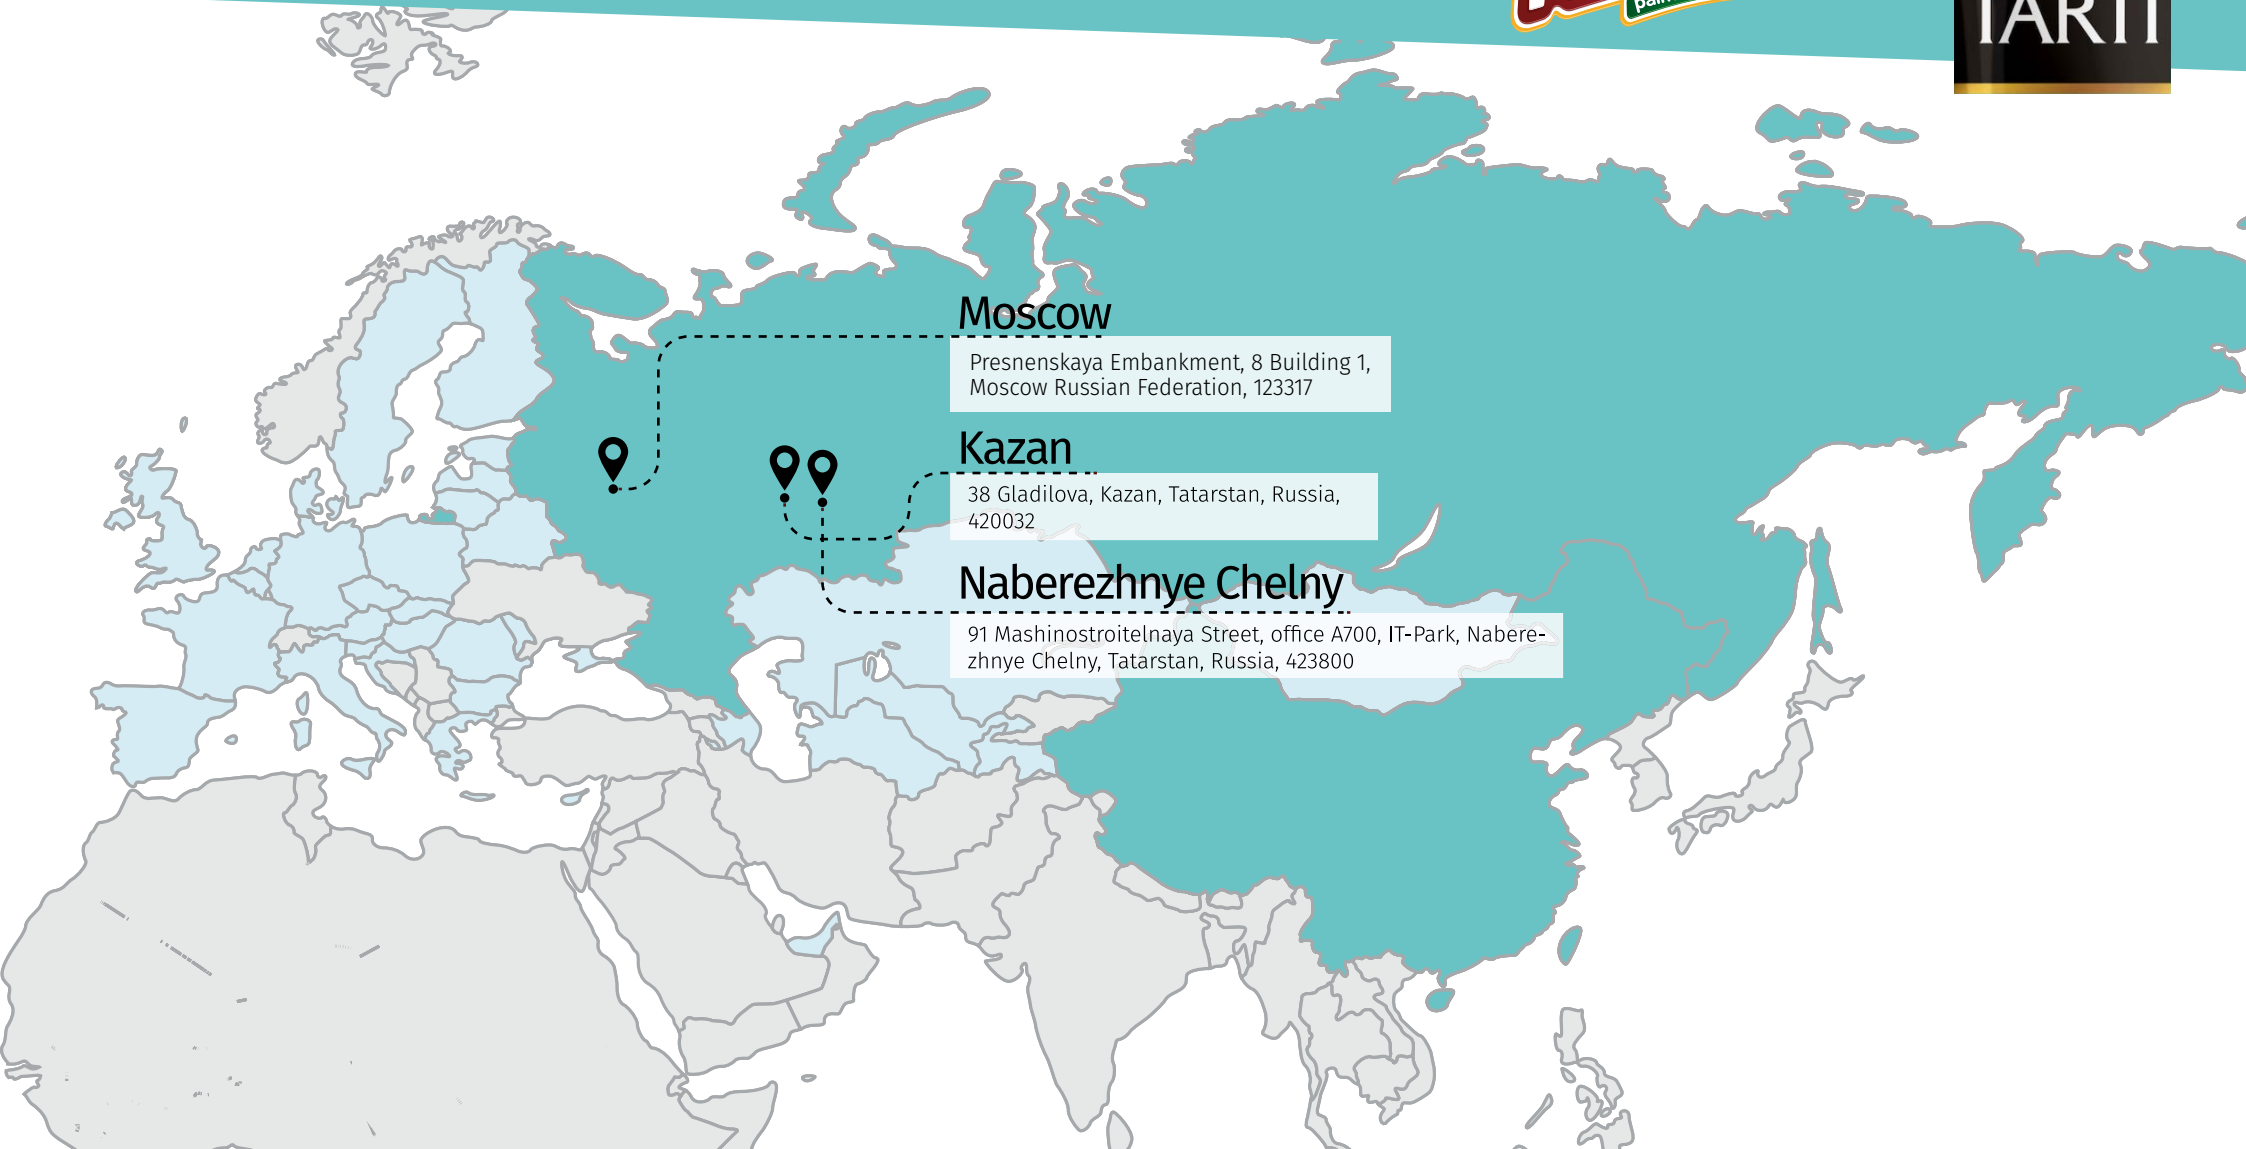 TARTI
Moscow
Presnenskaya Embankment, 8 Building 1,
Moscow Russian Federation, 123317
Kazan
38 Gladilova, Kazan, Tatarstan, Russia,
420032
Naberezhnye Chelny
91 Mashinostroitelnaya Street, office A700, IT-Park, Nabere-
zhnye Chelny, Tatarstan, Russia, 423800